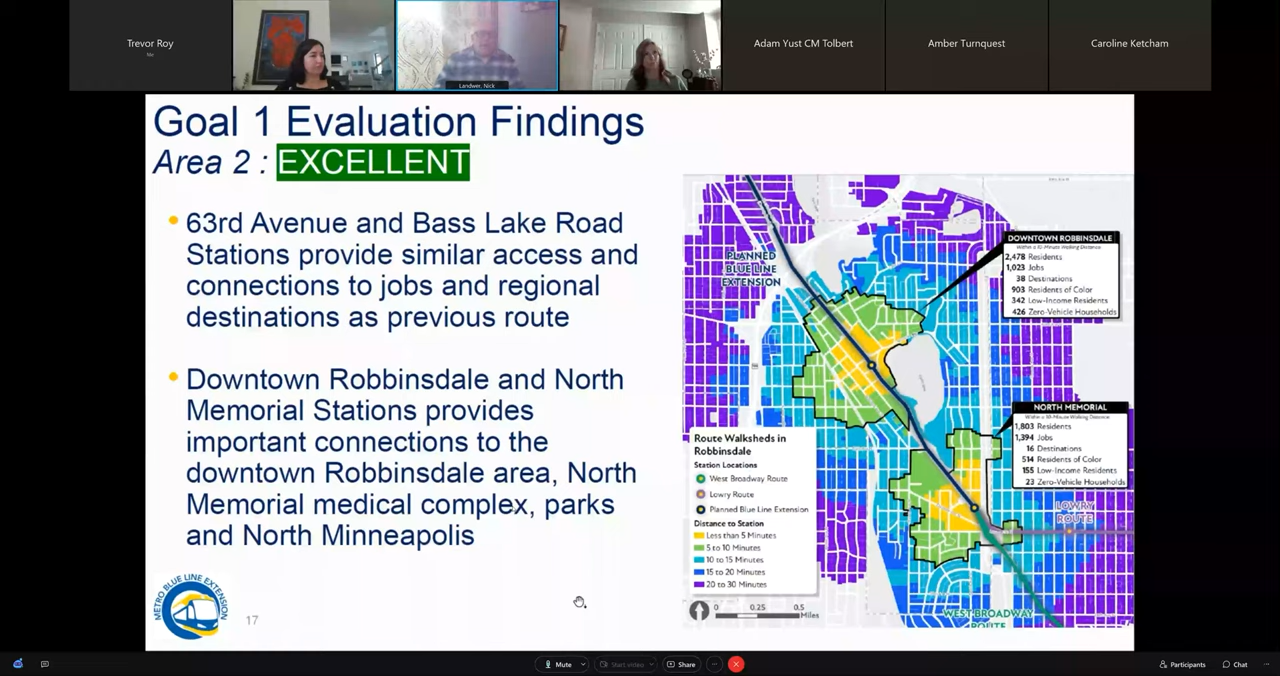 Trevor Roy
Me
Landwer, Nick
Adam Yust CM Tolbert
Amber Turnquest
Caroline Ketcham
Goal 1 Evaluation Findings
Area 2 : EXCELLENT
• 63rd Avenue and Bass Lake Road
Stations provide similar access and
connections to jobs and regional
destinations as previous route
• Downtown Robbinsdale and North
Memorial Stations provides
important connections to the
downtown Robbinsdale area, North
Memorial medical complex, parks
and North Minneapolis
METRO BLUE LINE EXTENSION
17
PLANNED
BLUE LINE
EXTENSION
DOWNTOWN ROBBINSDALE
Within a 10-Minute Walking Distance
2,478 Residents
1,023 Jobs
38 Destinations
903 Residents of Color
342 Low-Income Residents
426 Zero-Vehicle Households
NORTH MEMORIAL
Within a 10-Minute Walking Distance
1,803 Residents
1,394 Jobs
16 Destinations
514 Residents of Color
155 Low-Income Residents
23 Zero-Vehicle Households
LOWRY
ROUTE
WEST BROADWAY
ROUTE
Route Walksheds in
Robbinsdale
Station Locations
West Broadway Route
Lowry Route
Planned Blue Line Extension
Distance to Station
Less than 5 Minutes
5 to 10 Minutes
10 to 15 Minutes
15 to 20 Minutes
20 to 30 Minutes
0 0.25 0.5
Miles
Mute
Start video
Share
Participants
Chat